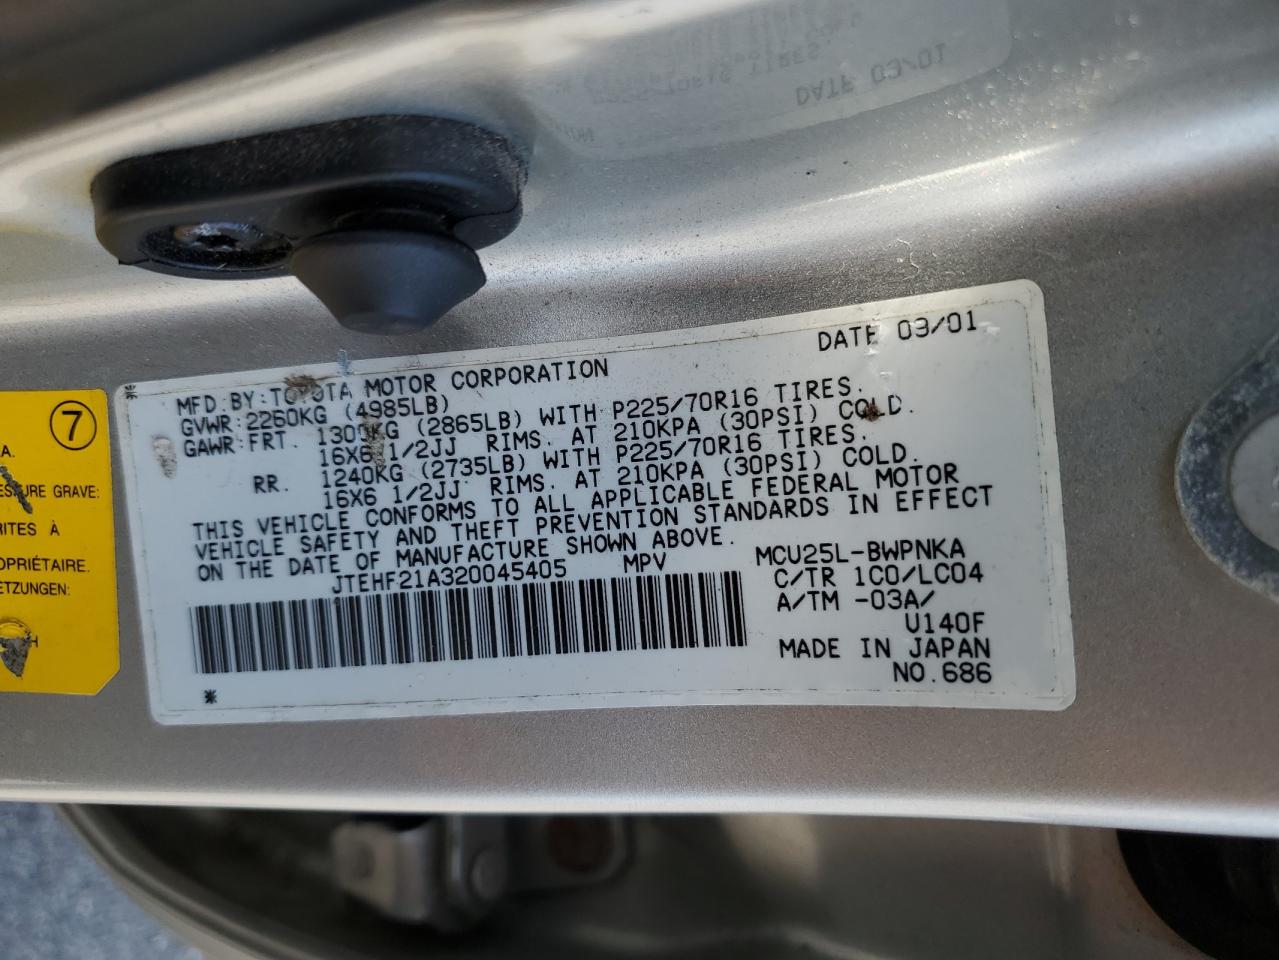 DATE 03/01
MFD.BY:TOYOTA MOTOR CORPORATION
GVWR:2260KG (4985LB)
GAWR:FRT. 1300KG (2865LB) WITH P225/70R16 TIRES.
16X6 1/2JJ RIMS. AT 210KPA (30PSI) COLD.
RR. 1240KG (2735LB) WITH P225/70R16 TIRES.
16X6 1/2JJ RIMS. AT 210KPA (30PSI) COLD.
THIS VEHICLE CONFORMS TO ALL APPLICABLE FEDERAL MOTOR
VEHICLE SAFETY AND THEFT PREVENTION STANDARDS IN EFFECT
ON THE DATE OF MANUFACTURE SHOWN ABOVE.
JTEHF21A320045405 MPV
MCU25L-BWPNKA
C/TR 1C0/LC04
A/TM -03A/
U140F
MADE IN JAPAN
NO.686
7
A.
GRAVE:
RITES À
OPRIÉTAIRE.
ETZUNGEN:
DATE 03/01
TIRES